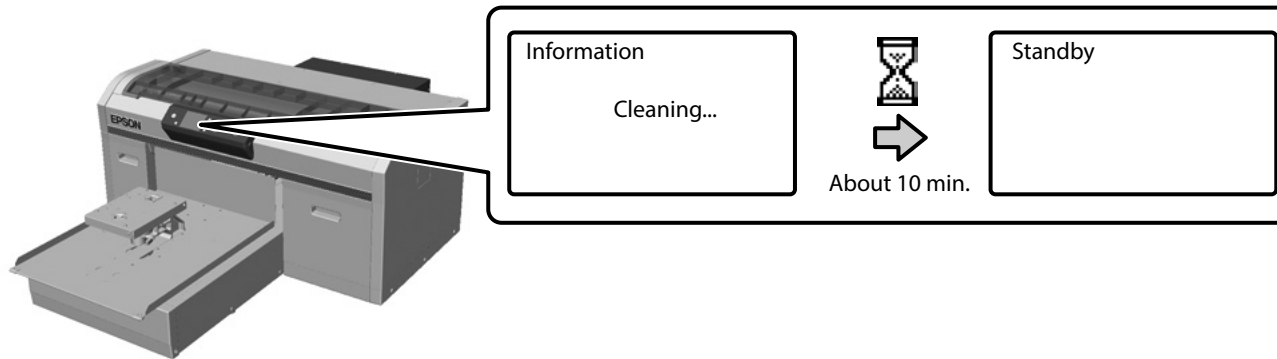 EPSON
Information
Cleaning...
About 10 min.
Standby